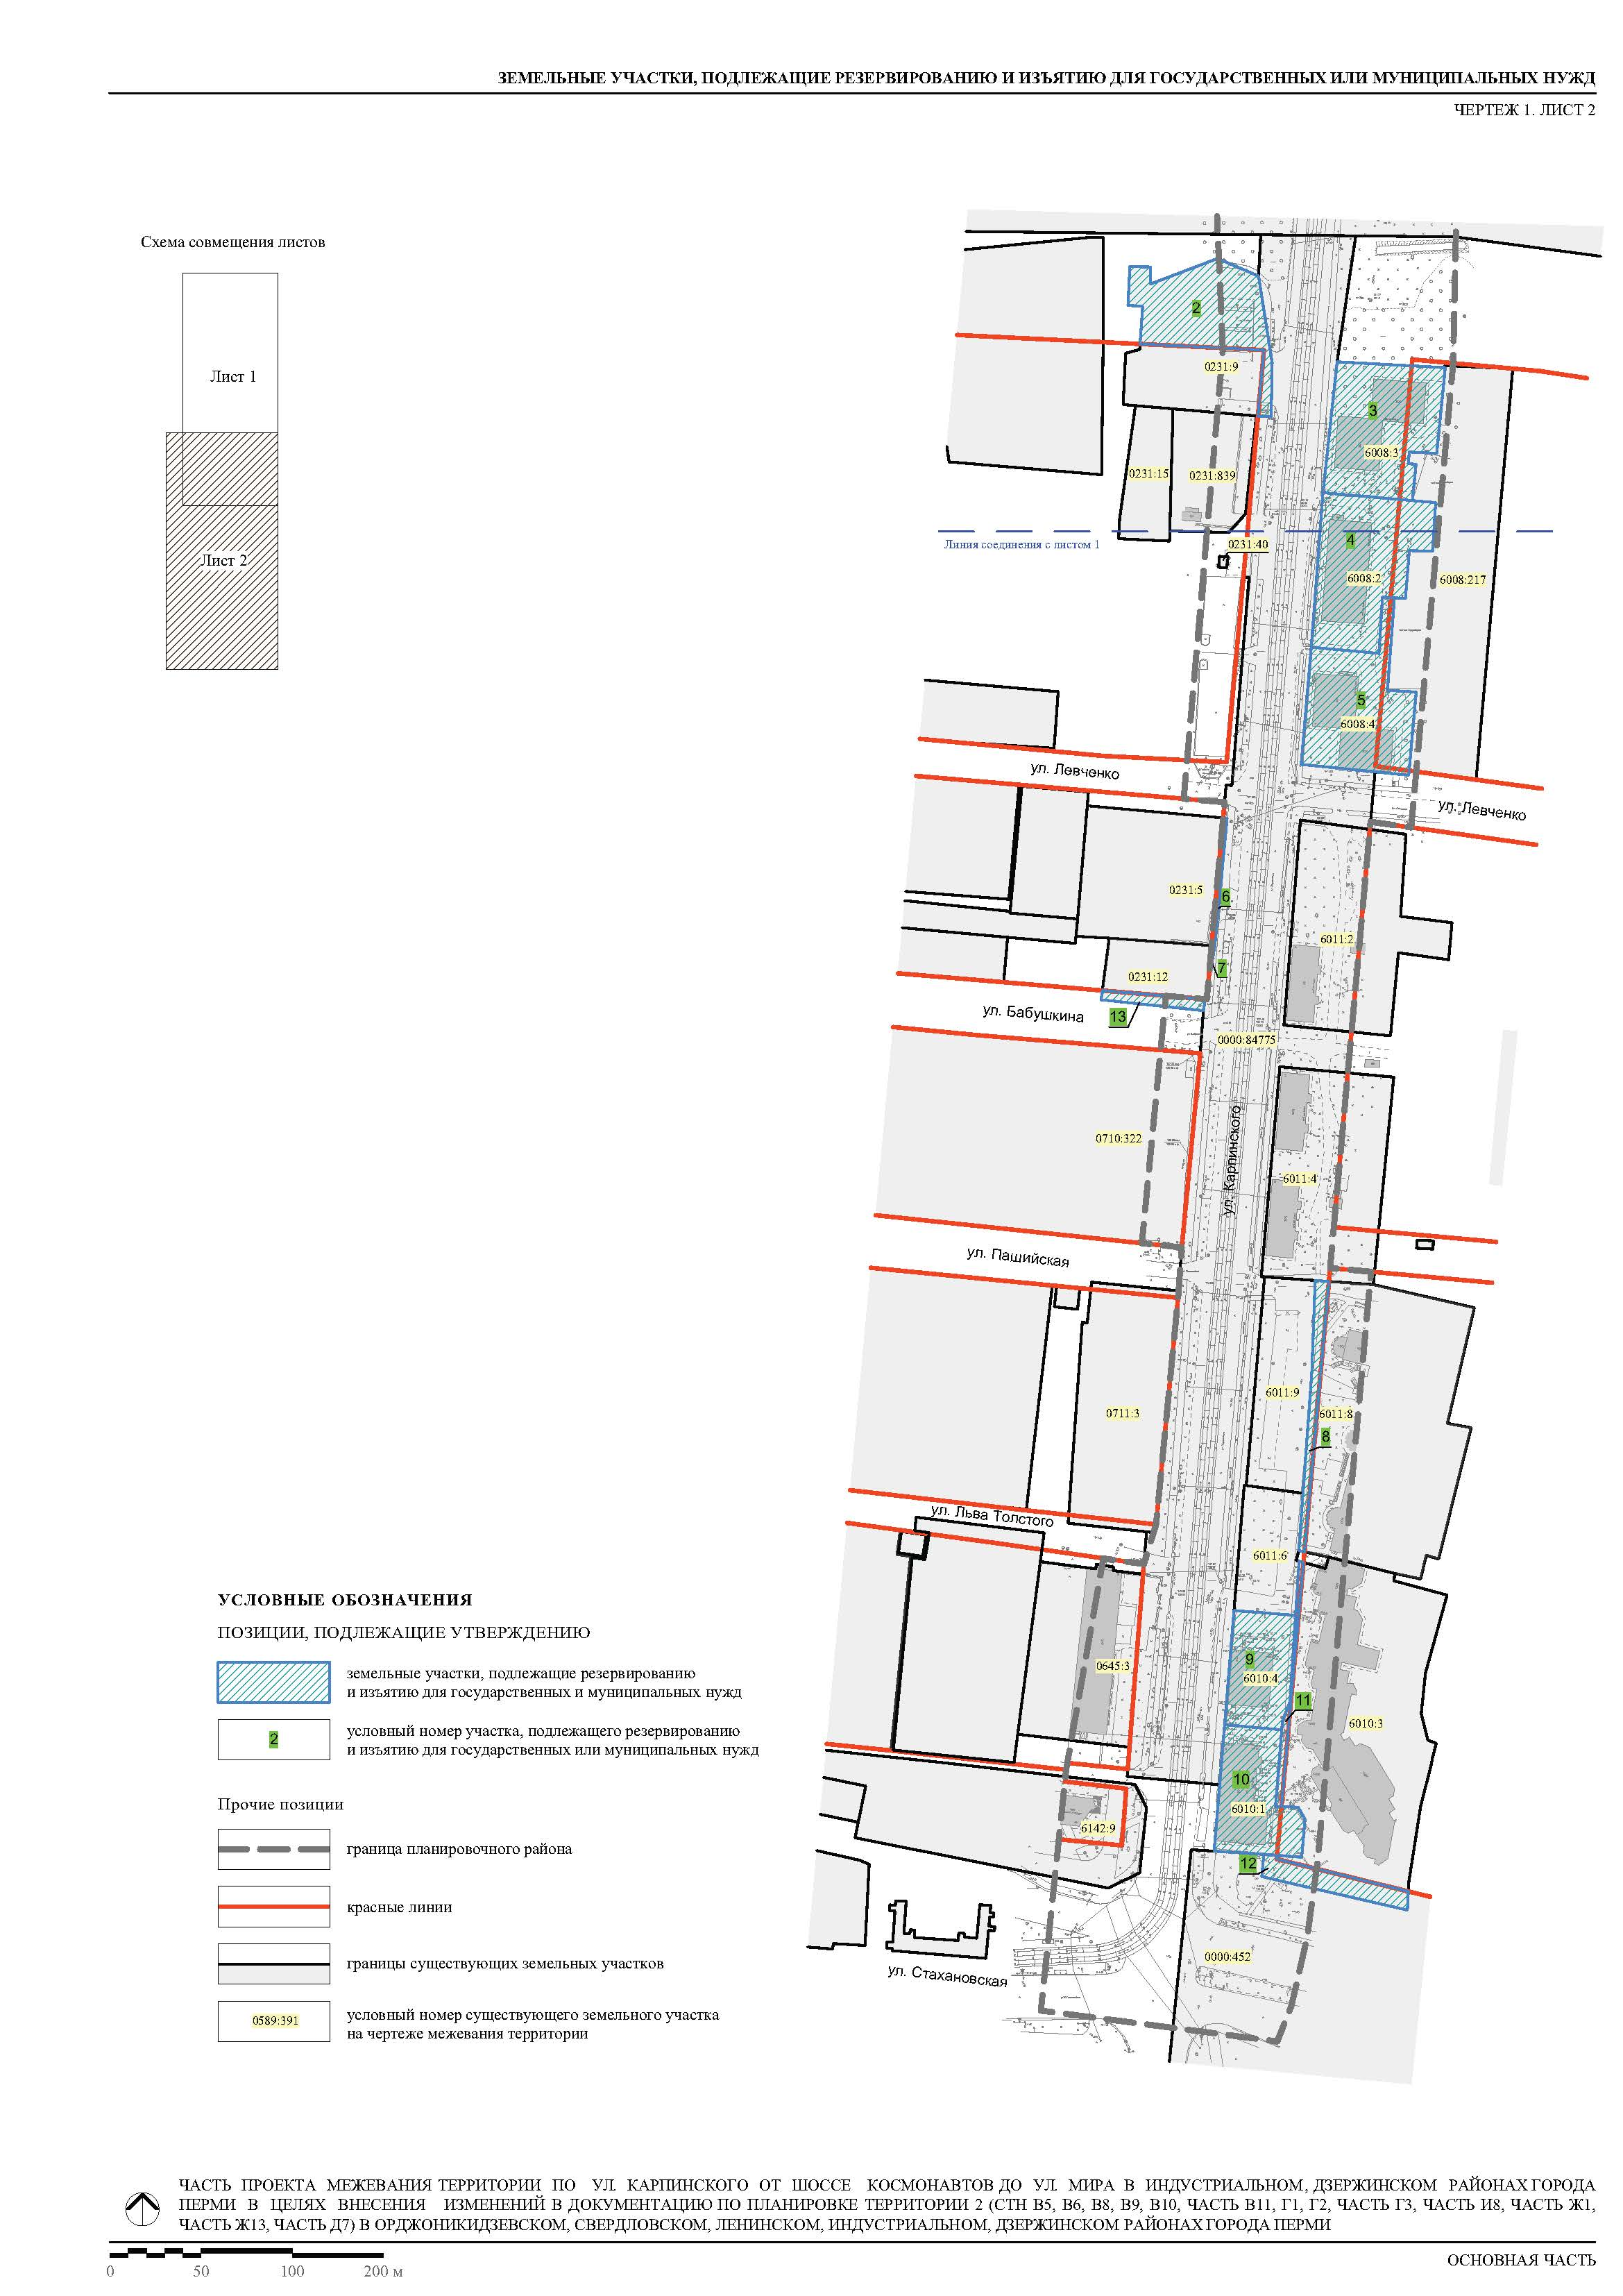 ЗЕМЕЛЬНЫЕ УЧАСТКИ, ПОДЛЕЖАЩИЕ РЕЗЕРВИРОВАНИЮ И ИЗЪЯТИЮ ДЛЯ ГОСУДАРСТВЕННЫХ ИЛИ МУНИЦИПАЛЬНЫХ НУЖД
ЧЕРТЕЖ 1. ЛИСТ 2
Схема совмещения листов
Лист 1
Лист 2
2
0231:9
3
6008:3
0231:15
0231:839
Линия соединения с листом 1
0231:40
4
6008:2
6008:217
5
6008:4
ул. Левченко
ул. Левченко
0231:5
6
6011:2
7
0231:12
ул. Бабушкина
13
0000:84775
0710:322
ул. Карпинского
6011:4
ул. Пашийская
6011:9
0711:3
6011:8
8
ул. Льва Толстого
6011:6
9
0645:3
6010:4
11
6010:3
10
6010:1
6142:9
12
0000:452
ул. Стахановская
УСЛОВНЫЕ ОБОЗНАЧЕНИЯ
ПОЗИЦИИ, ПОДЛЕЖАЩИЕ УТВЕРЖДЕНИЮ
земельные участки, подлежащие резервированию
и изъятию для государственных и муниципальных нужд
2
условный номер участка, подлежащего резервированию
и изъятию для государственных или муниципальных нужд
Прочие позиции
граница планировочного района
красные линии
границы существующих земельных участков
0589:391
условный номер существующего земельного участка
на чертеже межевания территории
ЧАСТЬ ПРОЕКТА МЕЖЕВАНИЯ ТЕРРИТОРИИ ПО УЛ. КАРПИНСКОГО ОТ ШОССЕ КОСМОНАВТОВ ДО УЛ. МИРА В ИНДУСТРИАЛЬНОМ, ДЗЕРЖИНСКОМ РАЙОНАХ ГОРОДА
ПЕРМИ В ЦЕЛЯХ ВНЕСЕНИЯ ИЗМЕНЕНИЙ В ДОКУМЕНТАЦИЮ ПО ПЛАНИРОВКЕ ТЕРРИТОРИИ 2 (СТН В5, В6, В8, В9, В10, ЧАСТЬ В11, Г1, Г2, ЧАСТЬ Г3, ЧАСТЬ И8, ЧАСТЬ Ж1,
ЧАСТЬ Ж13, ЧАСТЬ Д7) В ОРДЖОНИКИДЗЕВСКОМ, СВЕРДЛОВСКОМ, ЛЕНИНСКОМ, ИНДУСТРИАЛЬНОМ, ДЗЕРЖИНСКОМ РАЙОНАХ ГОРОДА ПЕРМИ
0 50 100 200 м
ОСНОВНАЯ ЧАСТЬ